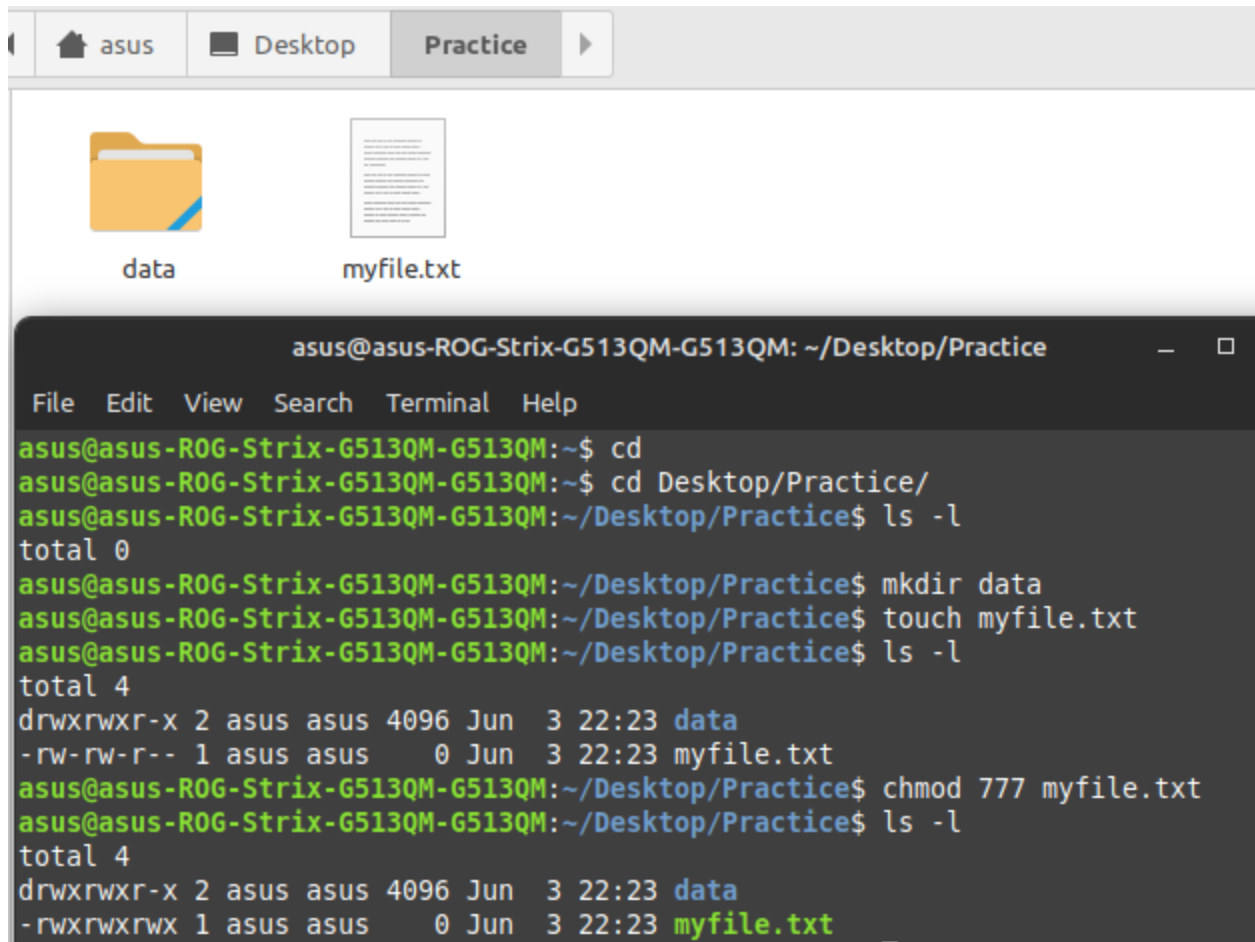 asus Desktop Practice
data myfile.txt
asus@asus-ROG-Strix-G513QM-G513QM: ~/Desktop/Practice
File Edit View Search Terminal Help
asus@asus-ROG-Strix-G513QM-G513QM:~$ cd
asus@asus-ROG-Strix-G513QM-G513QM:~$ cd Desktop/Practice/
asus@asus-ROG-Strix-G513QM-G513QM:~/Desktop/Practice$ ls -l
total 0
asus@asus-ROG-Strix-G513QM-G513QM:~/Desktop/Practice$ mkdir data
asus@asus-ROG-Strix-G513QM-G513QM:~/Desktop/Practice$ touch myfile.txt
asus@asus-ROG-Strix-G513QM-G513QM:~/Desktop/Practice$ ls -l
total 4
drwxrwxr-x 2 asus asus 4096 Jun  3 22:23 data
-rw-rw-r-- 1 asus asus    0 Jun  3 22:23 myfile.txt
asus@asus-ROG-Strix-G513QM-G513QM:~/Desktop/Practice$ chmod 777 myfile.txt
asus@asus-ROG-Strix-G513QM-G513QM:~/Desktop/Practice$ ls -l
total 4
drwxrwxr-x 2 asus asus 4096 Jun  3 22:23 data
-rwxrwxrwx 1 asus asus    0 Jun  3 22:23 myfile.txt